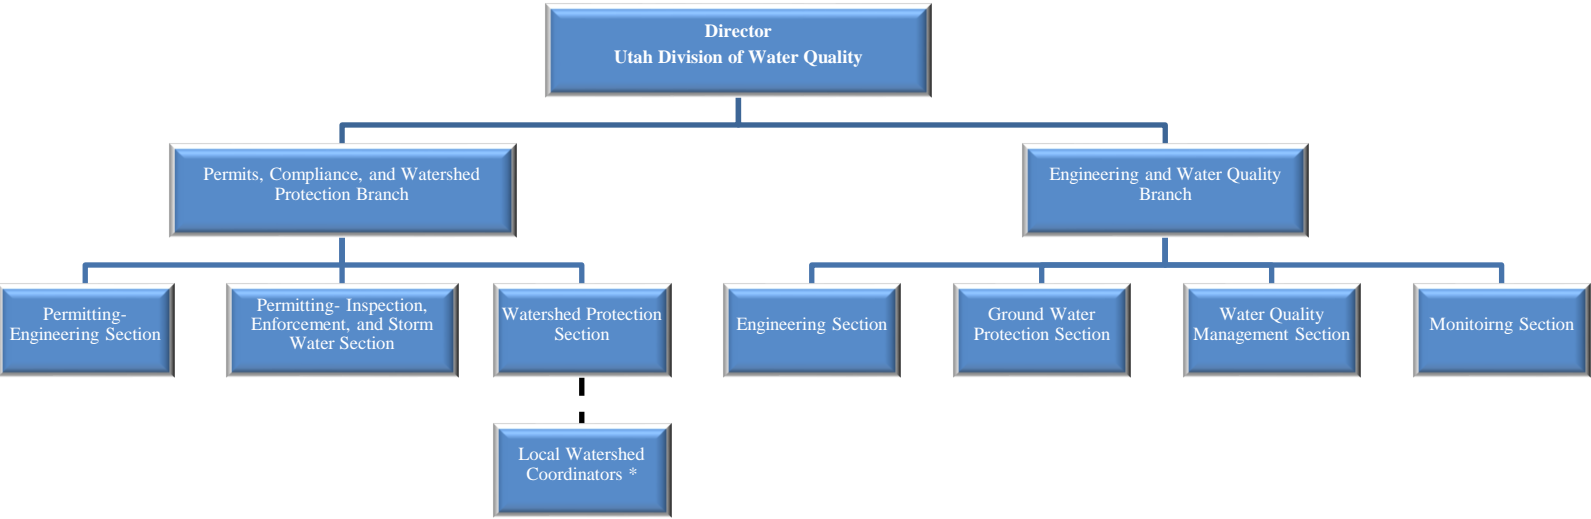 Director
Utah Division of Water Quality
Permits, Compliance, and Watershed
Protection Branch
Engineering and Water Quality
Branch
Permitting-
Engineering Section
Permitting- Inspection,
Enforcement, and Storm
Water Section
Watershed Protection
Section
Engineering Section
Ground Water
Protection Section
Water Quality
Management Section
Monitoirng Section
Local Watershed
Coordinators *